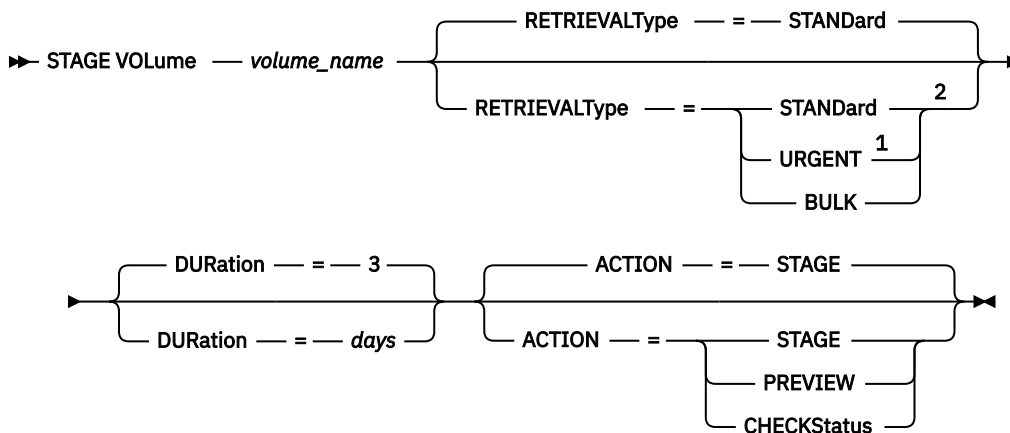 RETRIEVALType = STANDard
STAGE VOLume volume_name
RETRIEVALType = STANDard 2
URGENT 1
BULK
DURation = 3 ACTION = STAGE
DURation = days ACTION = STAGE
PREVIEW
CHECKStatus